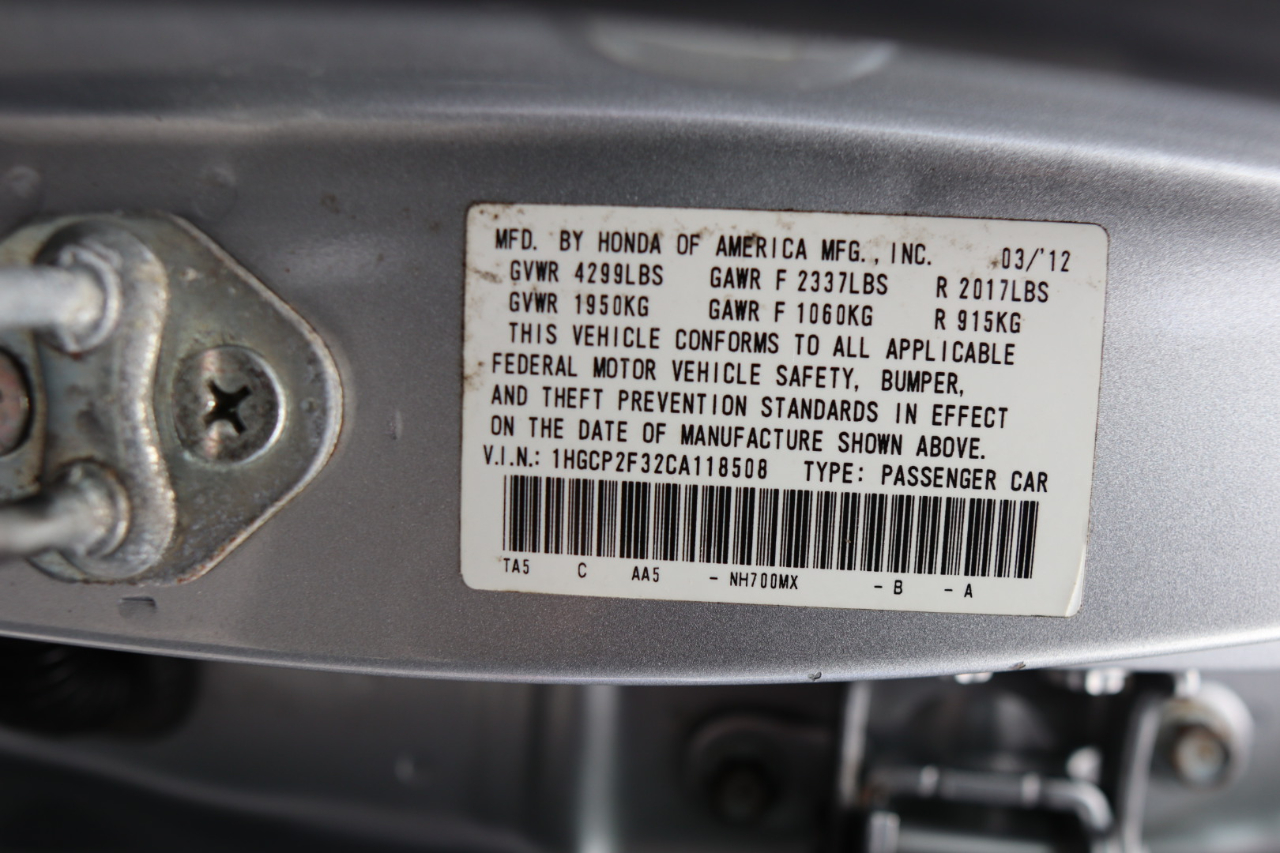 MFD. BY HONDA OF AMERICA MFG., INC. 03/'12
GVWR 4299LBS GAWR F 2337LBS R 2017LBS
GVWR 1950KG GAWR F 1060KG R 915KG
THIS VEHICLE CONFORMS TO ALL APPLICABLE
FEDERAL MOTOR VEHICLE SAFETY, BUMPER,
AND THEFT PREVENTION STANDARDS IN EFFECT
ON THE DATE OF MANUFACTURE SHOWN ABOVE.
V.I.N.: 1HGCP2F32CA118508 TYPE: PASSENGER CAR
TA5 C AA5 - NH700MX - B - A